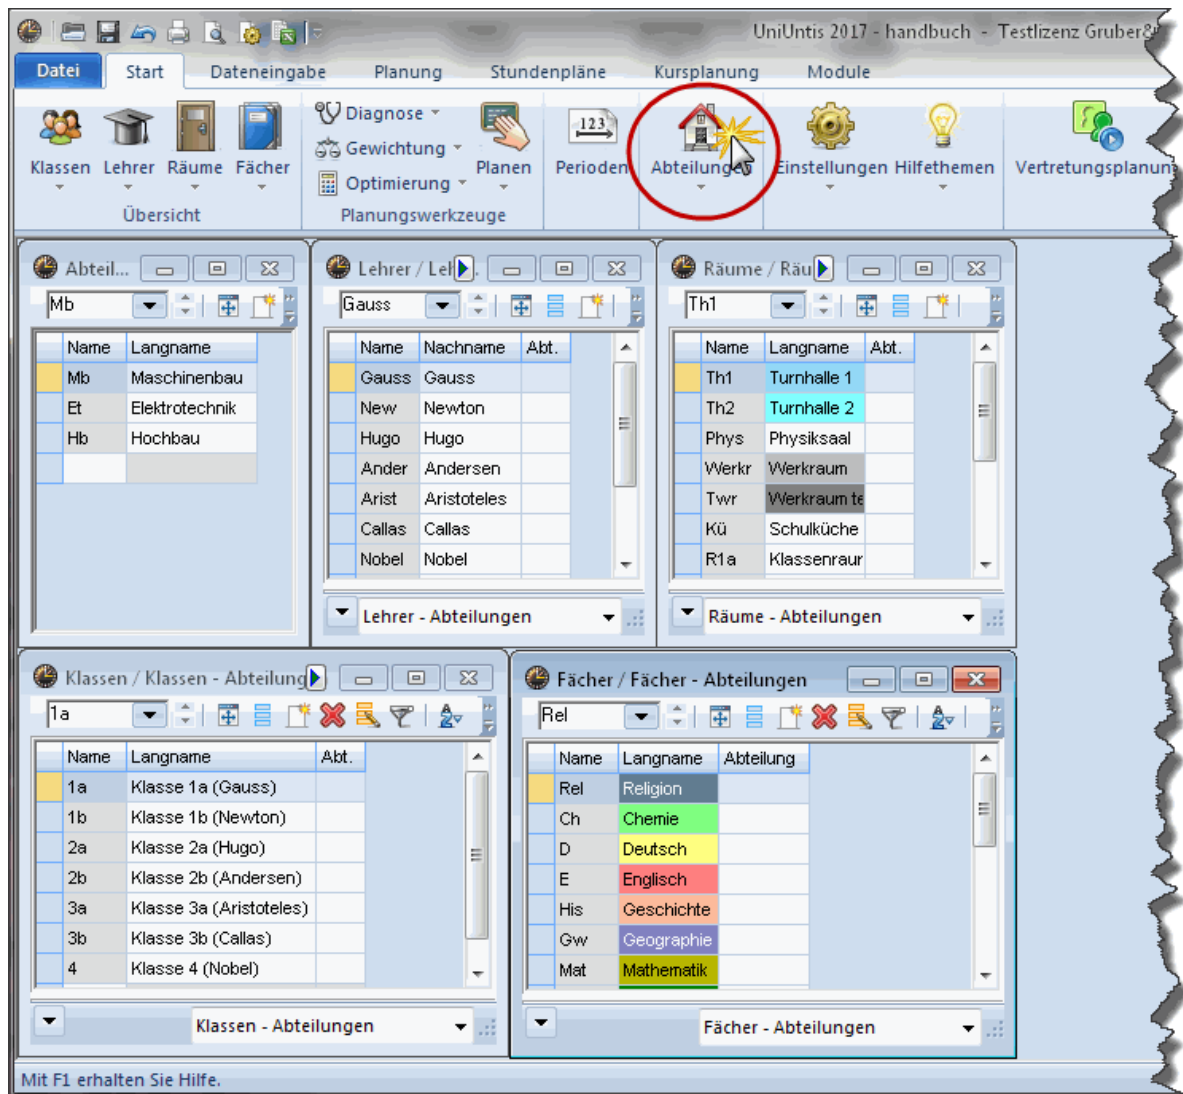 UniUntis 2017 - handbuch - Testlizenz Gruber&
Datei Start Dateneingabe Planung Stundenpläne Kursplanung Module
Diagnose
Gewichtung
Optimierung
Klassen Lehrer Räume Fächer Planen 123 Perioden Abteilungen Einstellungen Hilfethemen Vertretungsplanung
Übersicht Planungswerkzeuge
Abteil...
Mb
Name Langname
Mb Maschinenbau
Et Elektrotechnik
Hb Hochbau
Lehrer / Leh
Gauss
Name Nachname Abt.
Gauss Gauss
New Newton
Hugo Hugo
Ander Andersen
Arist Aristoteles
Callas Callas
Nobel Nobel
Lehrer - Abteilungen
Räume / Räu
Th1
Name Langname Abt.
Th1 Turnhalle 1
Th2 Turnhalle 2
Phys Physiksaal
Werkr Werkraum
Twr Werkraum te
Kü Schulküche
R1a Klassenraur
Räume - Abteilungen
Klassen / Klassen - Abteilung
1a
Name Langname Abt.
1a Klasse 1a (Gauss)
1b Klasse 1b (Newton)
2a Klasse 2a (Hugo)
2b Klasse 2b (Andersen)
3a Klasse 3a (Aristoteles)
3b Klasse 3b (Callas)
4 Klasse 4 (Nobel)
Klassen - Abteilungen
Fächer / Fächer - Abteilungen
Rel
Name Langname Abteilung
Rel Religion
Ch Chemie
D Deutsch
E Englisch
His Geschichte
Gw Geographie
Mat Mathematik
Fächer - Abteilungen
Mit F1 erhalten Sie Hilfe.